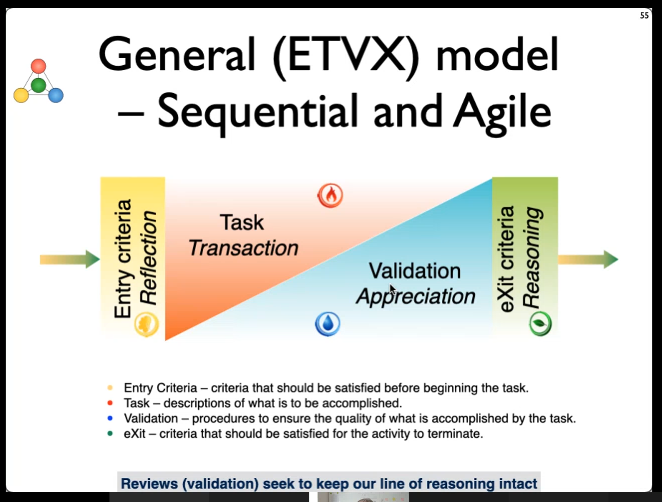 55
General (ETVX) model
– Sequential and Agile
Entry criteria
Reflection
Task
Transaction
Validation
Appreciation
eXit criteria
Reasoning
• Entry Criteria – criteria that should be satisfied before beginning the task.
• Task – descriptions of what is to be accomplished.
• Validation – procedures to ensure the quality of what is accomplished by the task.
• eXit – criteria that should be satisfied for the activity to terminate.
Reviews (validation) seek to keep our line of reasoning intact